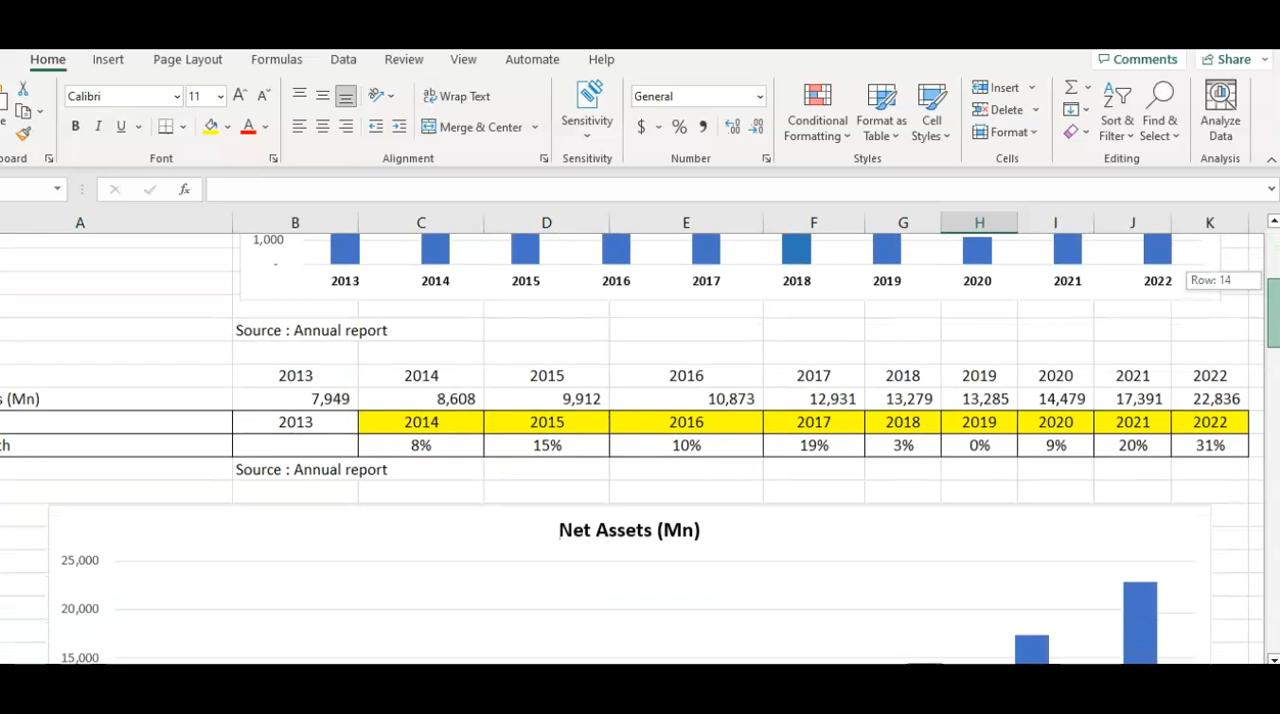 Home Insert Page Layout Formulas Data Review View Automate Help Comments Share
Calibri 11 Wrap Text Sensitivity General Conditional Formatting Format as Table Cell Styles Insert Delete Format Sort & Filter Find & Select Analyze Data
B I U Merge & Center $ %
Font Alignment Sensitivity Number Styles Cells Editing Analysis
fx
A B C D E F G H I J K
1,000
-
2013 2014 2015 2016 2017 2018 2019 2020 2021 2022
Row: 14
Source : Annual report
2013 2014 2015 2016 2017 2018 2019 2020 2021 2022
(Mn) 7,949 8,608 9,912 10,873 12,931 13,279 13,285 14,479 17,391 22,836
2013 2014 2015 2016 2017 2018 2019 2020 2021 2022
8% 15% 10% 19% 3% 0% 9% 20% 31%
Source : Annual report
Net Assets (Mn)
25,000
20,000
15,000